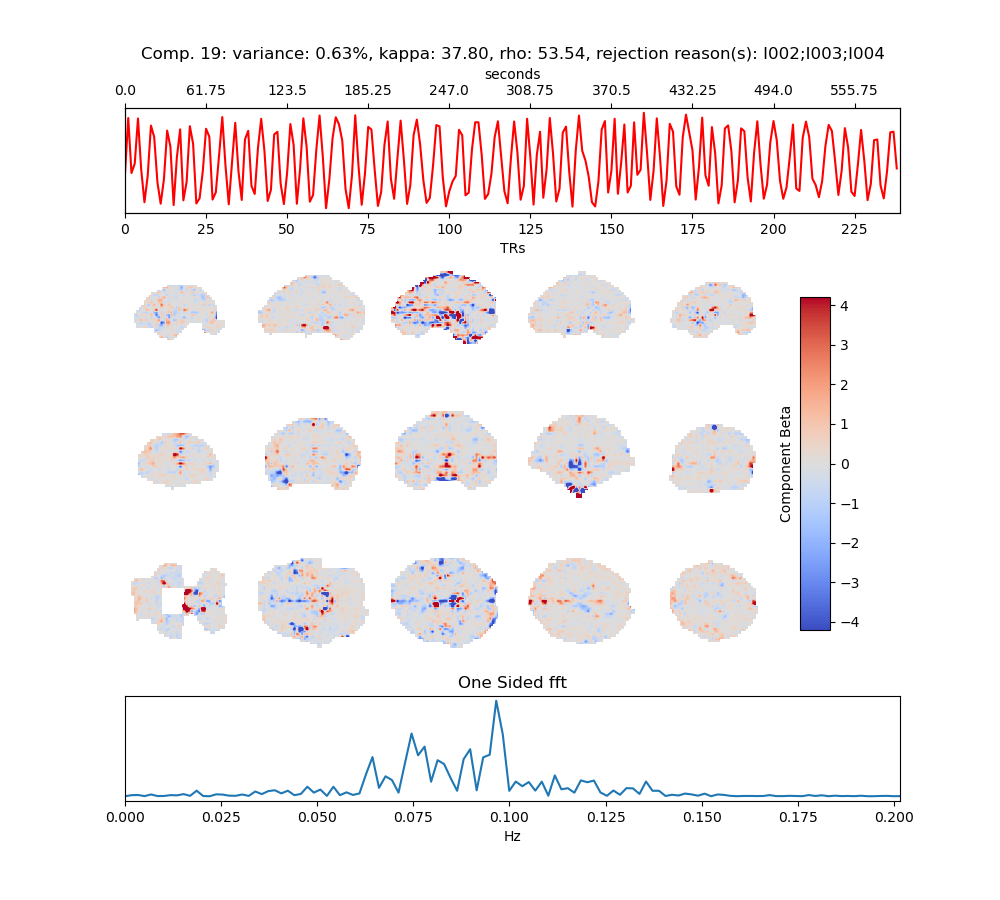 Comp. 19: variance: 0.63%, kappa: 37.80, rho: 53.54, rejection reason(s): I002;I003;I004
seconds
0.0 61.75 123.5 185.25 247.0 308.75 370.5 432.25 494.0 555.75
0 25 50 75 100 125 150 175 200 225
TRs
4
3
2
1
0
−1
−2
−3
−4
Component Beta
One Sided fft
0.000 0.025 0.050 0.075 0.100 0.125 0.150 0.175 0.200
Hz